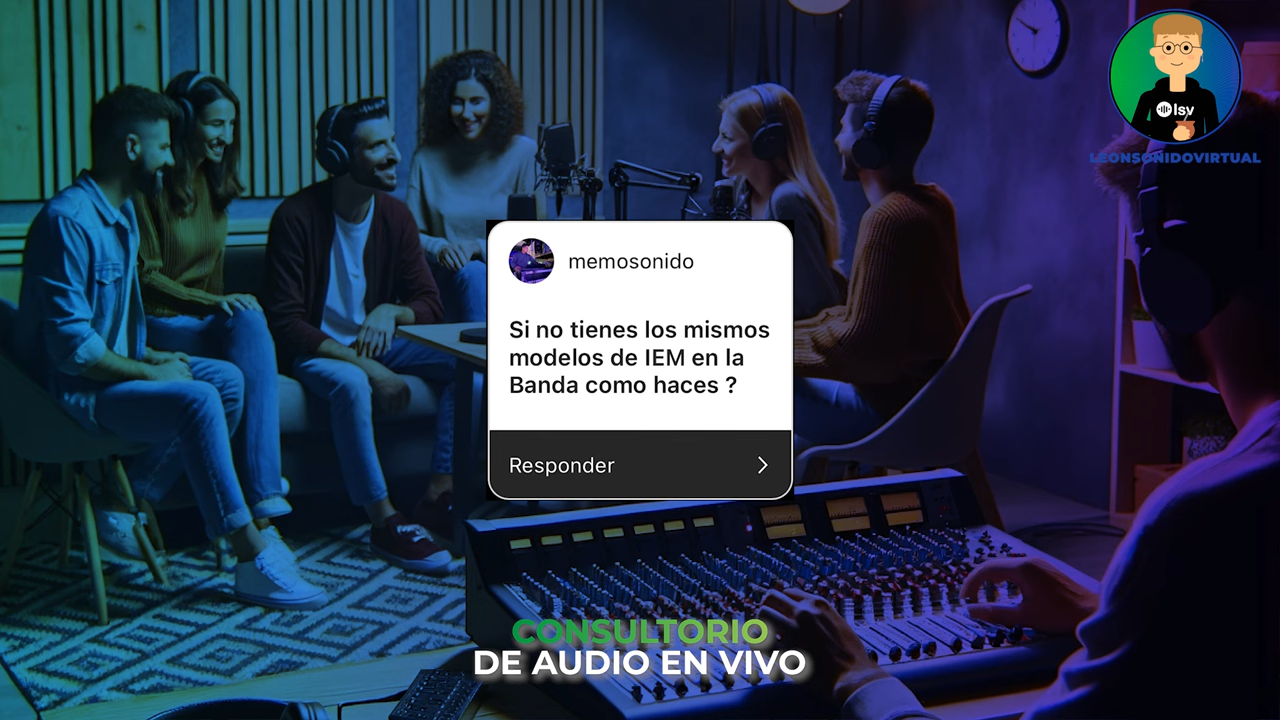 lsv
LEONSONIDOVIRTUAL
memosonido
Si no tienes los mismos
modelos de IEM en la
Banda como haces ?
Responder
CONSULTORIO
DE AUDIO EN VIVO